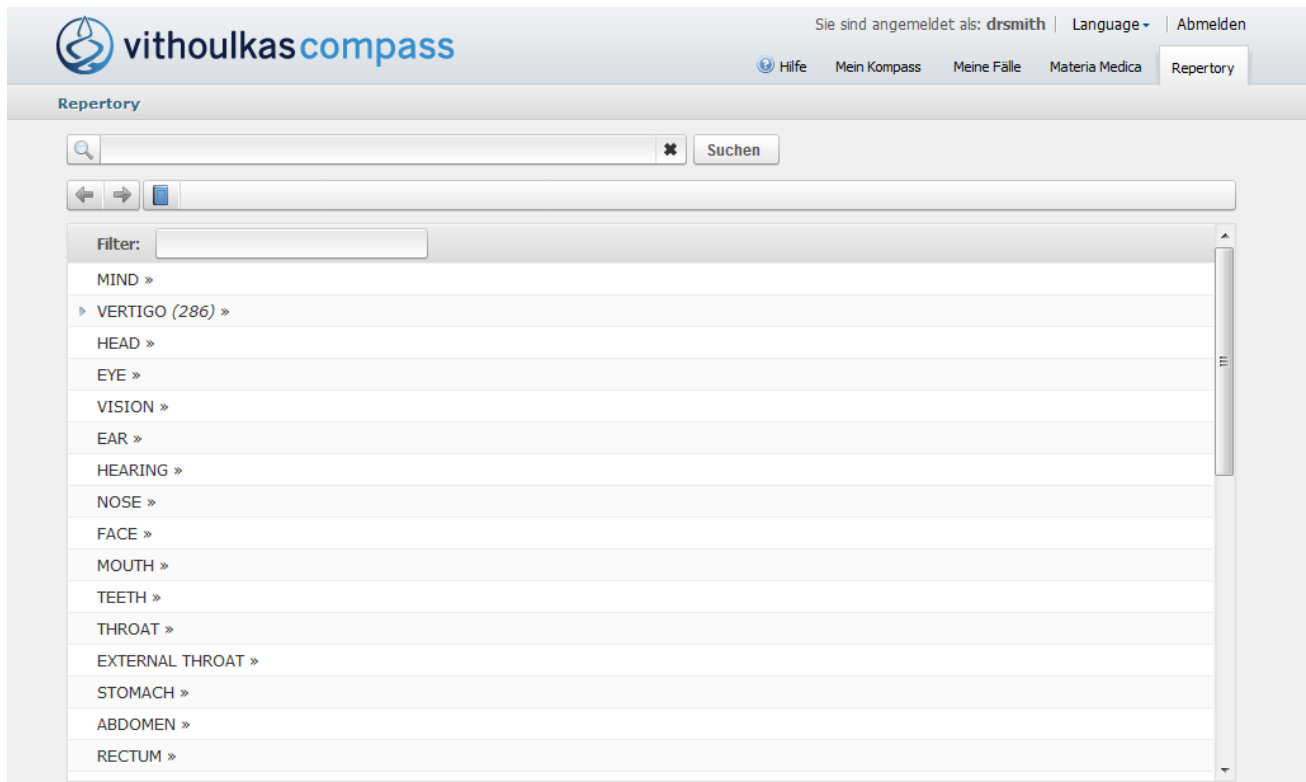 vithoulkascompass
Sie sind angemeldet als: drsmith | Language | Abmelden
Hilfe Mein Kompass Meine Fälle Materia Medica Repertory
Repertory
Suchen
Filter:
MIND »
VERTIGO (286) »
HEAD »
EYE »
VISION »
EAR »
HEARING »
NOSE »
FACE »
MOUTH »
TEETH »
THROAT »
EXTERNAL THROAT »
STOMACH »
ABDOMEN »
RECTUM »